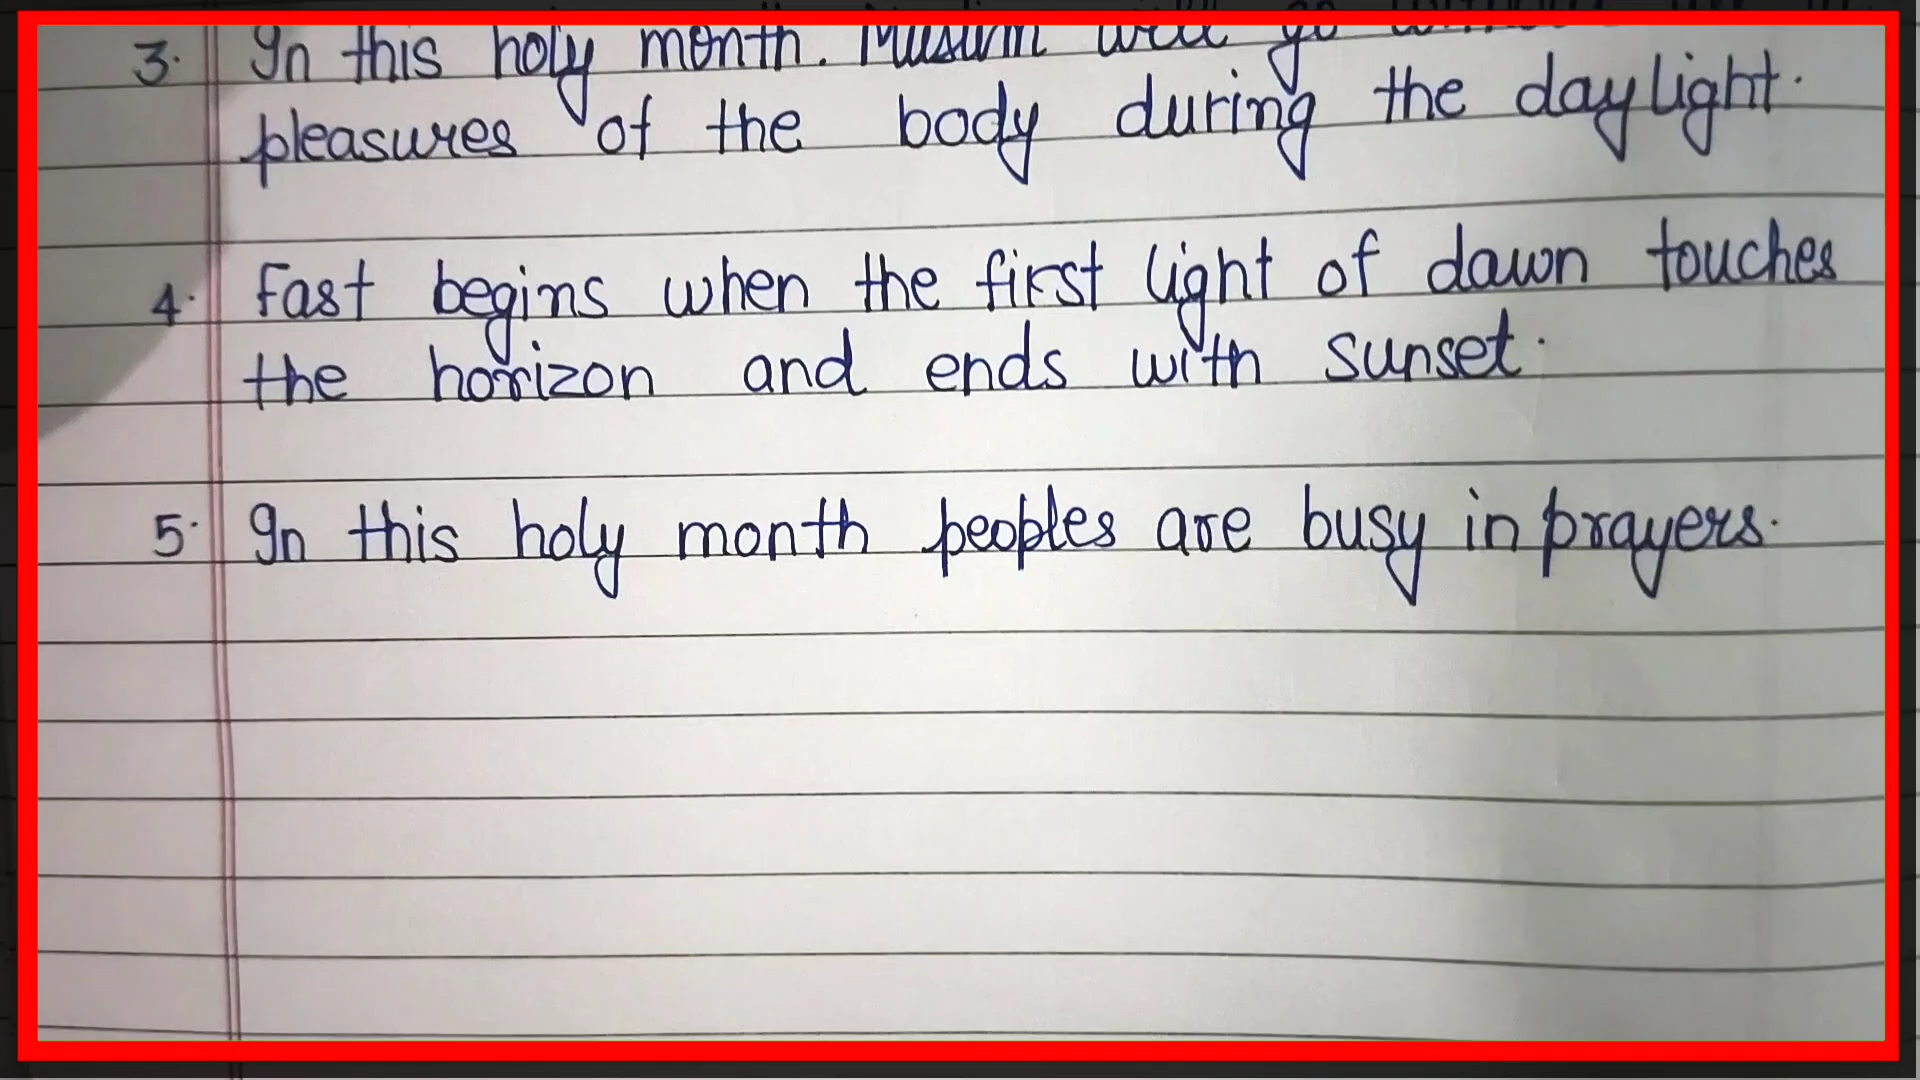 3. In this holy month. Muslim will go
pleasures of the body during the daylight.
4. Fast begins when the first light of dawn touches
the horizon and ends with sunset.
5. In this holy month peoples are busy in prayers.